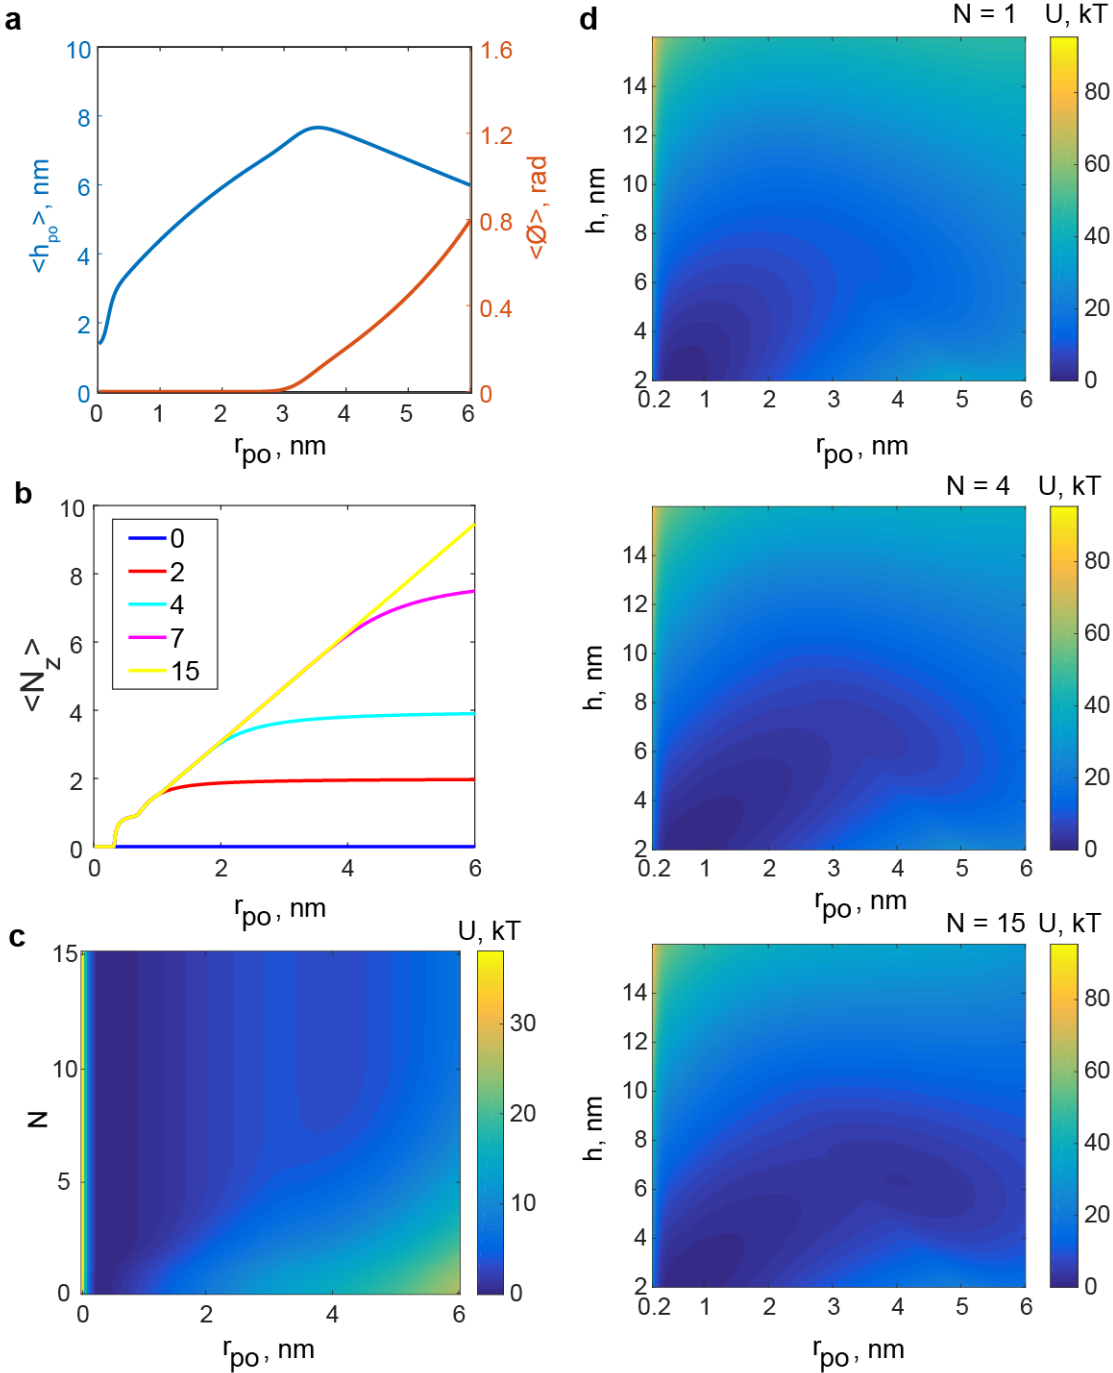 a
10
8
6
4
2
0
<h_po>, nm
1.6
1.2
0.8
0.4
0
<Ø>, rad
0 1 2 3 4 5 6
r_po, nm
b
10
8
6
4
2
0
<N_z>
0
2
4
7
15
0 2 4 6
r_po, nm
c
U, kT
15
10
5
0
N
30
20
10
0
0 2 4 6
r_po, nm
d
N = 1 U, kT
14
12
10
8
6
4
2
h, nm
80
60
40
20
0
0.2 1 2 3 4 5 6
r_po, nm
N = 4 U, kT
14
12
10
8
6
4
2
h, nm
80
60
40
20
0
0.2 1 2 3 4 5 6
r_po, nm
N = 15 U, kT
14
12
10
8
6
4
2
h, nm
80
60
40
20
0
0.2 1 2 3 4 5 6
r_po, nm